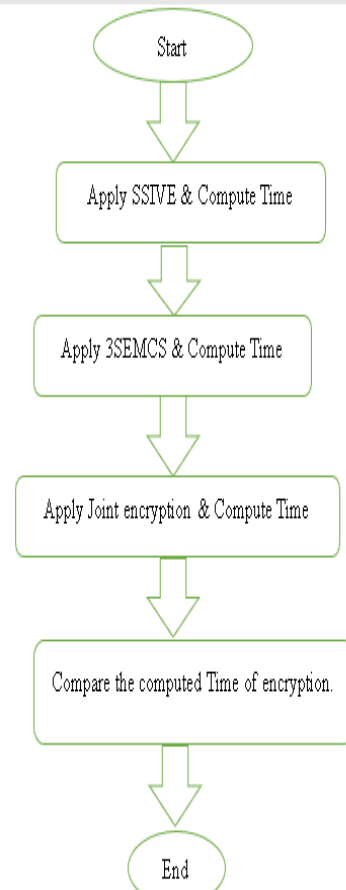 Start
Apply SSIVE & Compute Time
Apply 3SEMCS & Compute Time
Apply Joint encryption & Compute Time
Compare the computed Time of encryption.
End